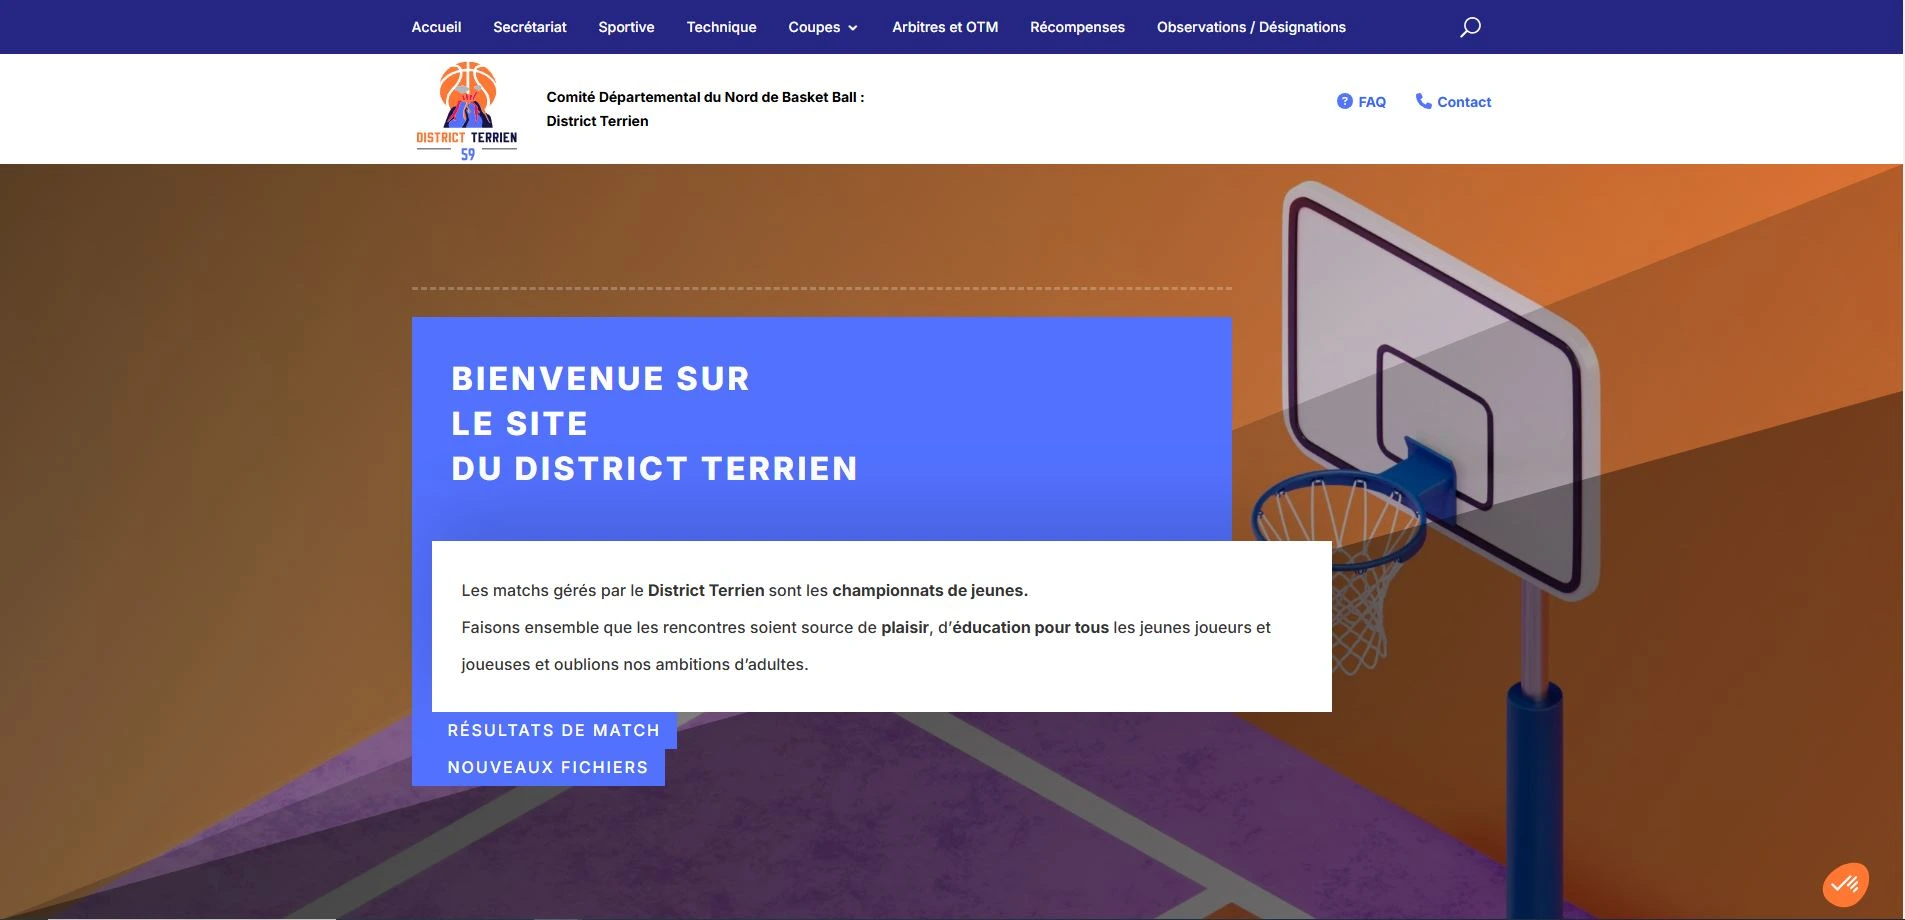 Accueil Secrétariat Sportive Technique Coupes Arbitres et OTM Récompenses Observations / Désignations
DISTRICT TERRIEN
59
Comité Départemental du Nord de Basket Ball :
District Terrien
? FAQ Contact
BIENVENUE SUR
LE SITE
DU DISTRICT TERRIEN
Les matchs gérés par le District Terrien sont les championnats de jeunes.
Faisons ensemble que les rencontres soient source de plaisir, d’éducation pour tous les jeunes joueurs et
joueuses et oublions nos ambitions d’adultes.
RÉSULTATS DE MATCH
NOUVEAUX FICHIERS